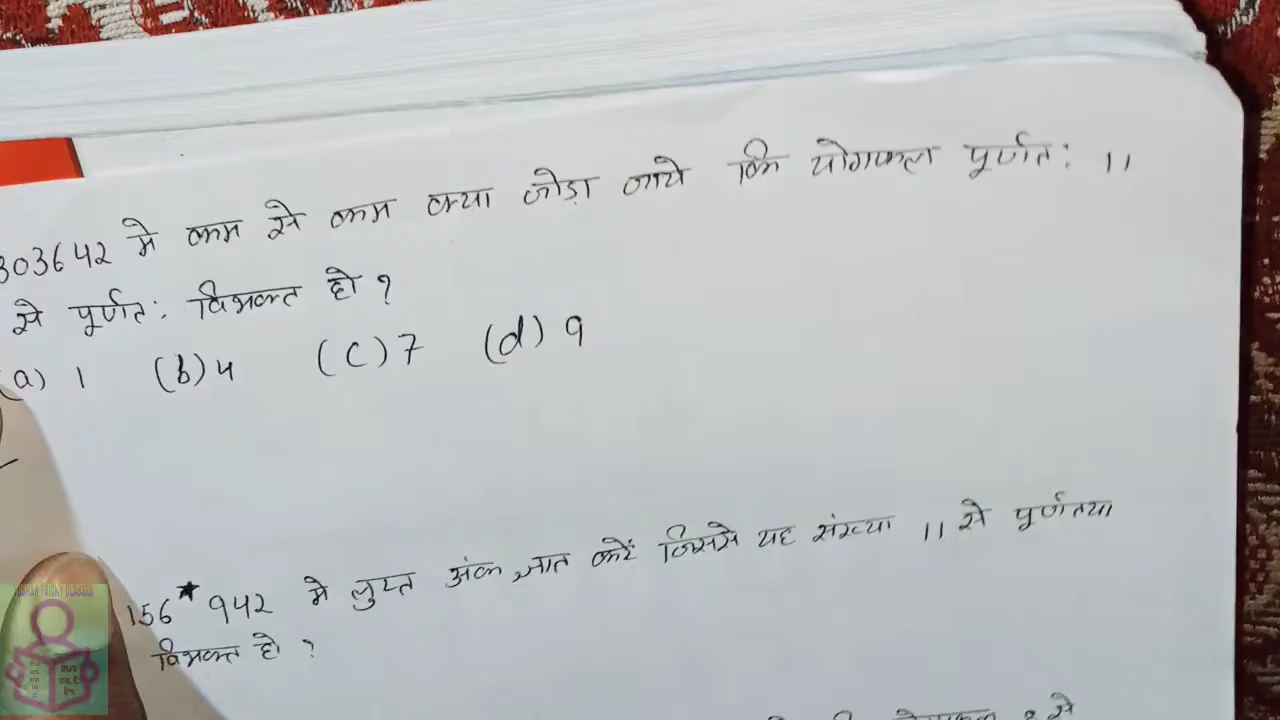 303642 मे कम से कम क्या जोड़ा जाये कि योगफल पूर्णत: 11
से पूर्णत: विभक्त हो ?
(a) 1 (b) 4 (c) 7 (d) 9
156*942 मे लुप्त अंक ज्ञात करें जिससे यह संख्या 11 से पूर्णतया
विभक्त हो ?